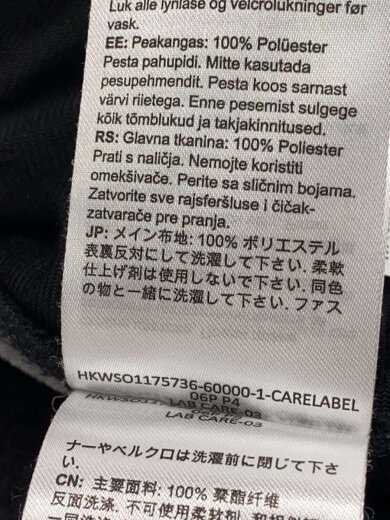 Luk alle lynlåse og velcrolukninger før
vask.
EE: Peakangas: 100% Polüester
Pesta pahupidi. Mitte kasutada
pesupehmendit. Pesta koos sarnast
värvi riietega. Enne pesemist sulgege
kõik tõmblukud ja takjakinnitused.
RS: Glavna tkanina: 100% Poliester
Prati s naličja. Nemojte koristiti
omekšivače. Perite sa sličnim bojama.
Zatvorite sve rajsferšluse i čičak-
zatvarače pre pranja.
JP: メイン布地: 100% ポリエステル
表裏反対にして洗濯して下さい. 柔軟
仕上げ剤は使用しないで下さい. 同色
の物と一緒に洗濯して下さい. ファス
HKWSO1175736-60000-1-CARELABEL
06P P4
LAB CARE-03
ナーやベルクロは洗濯前に閉じて下さ
い.
CN: 主要面料: 100% 聚酯纤维
反面洗涤. 不可使用柔软剂. 和相似颜